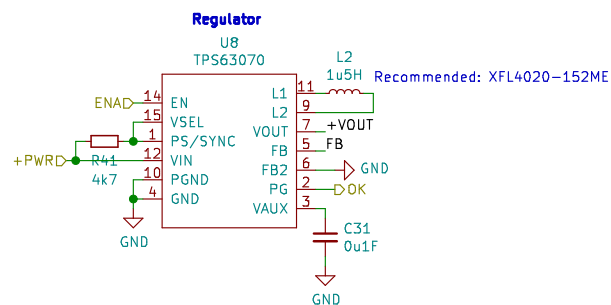 Regulator
U8
TPS63070
L2
1u5H
Recommended: XFL4020-152ME
ENA
14
EN
15
VSEL
1
PS/SYNC
+PWR
12
VIN
R41
4k7
10
PGND
4
GND
GND
L1
11
L2
9
VOUT
7
+VOUT
FB
5
FB
FB2
6
GND
PG
2
OK
VAUX
3
C31
0u1F
GND